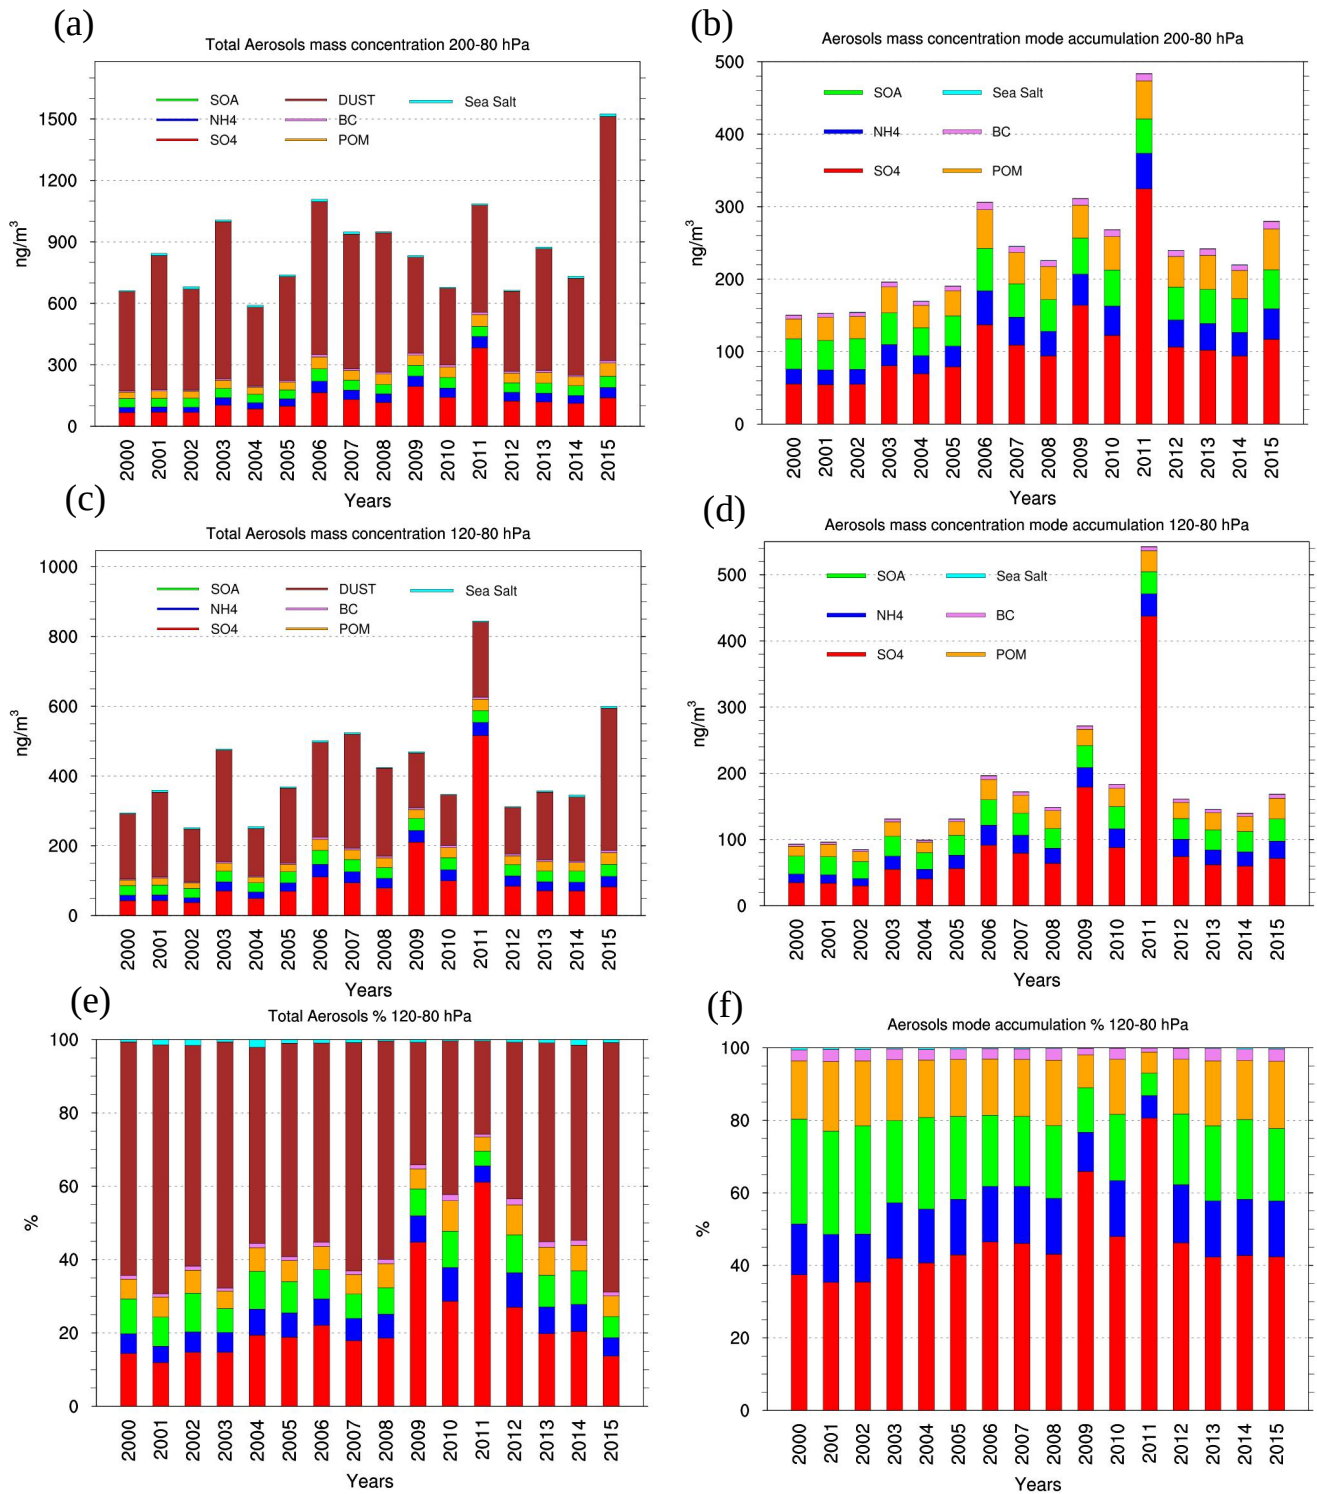 (a)
Total Aerosols mass concentration 200-80 hPa
SOA DUST Sea Salt
NH4 BC
SO4 POM
1500
1200
900
600
300
0
ng/m³
2000 2001 2002 2003 2004 2005 2006 2007 2008 2009 2010 2011 2012 2013 2014 2015
Years
(b)
Aerosols mass concentration mode accumulation 200-80 hPa
SOA Sea Salt
NH4 BC
SO4 POM
500
400
300
200
100
0
ng/m³
2000 2001 2002 2003 2004 2005 2006 2007 2008 2009 2010 2011 2012 2013 2014 2015
Years
(c)
Total Aerosols mass concentration 120-80 hPa
SOA DUST Sea Salt
NH4 BC
SO4 POM
1000
800
600
400
200
0
ng/m³
2000 2001 2002 2003 2004 2005 2006 2007 2008 2009 2010 2011 2012 2013 2014 2015
Years
(d)
Aerosols mass concentration mode accumulation 120-80 hPa
SOA Sea Salt
NH4 BC
SO4 POM
500
400
300
200
100
0
ng/m³
2000 2001 2002 2003 2004 2005 2006 2007 2008 2009 2010 2011 2012 2013 2014 2015
Years
(e)
Total Aerosols % 120-80 hPa
100
80
60
40
20
0
%
2000 2001 2002 2003 2004 2005 2006 2007 2008 2009 2010 2011 2012 2013 2014 2015
Years
(f)
Aerosols mode accumulation % 120-80 hPa
100
80
60
40
20
0
%
2000 2001 2002 2003 2004 2005 2006 2007 2008 2009 2010 2011 2012 2013 2014 2015
Years